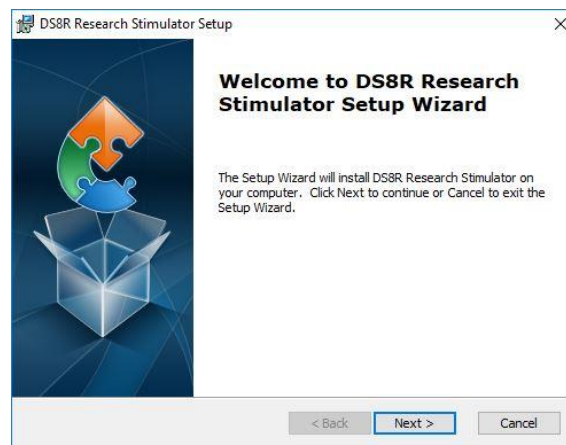 DS8R Research Stimulator Setup
Welcome to DS8R Research
Stimulator Setup Wizard
The Setup Wizard will install DS8R Research Stimulator on
your computer. Click Next to continue or Cancel to exit the
Setup Wizard.
< Back Next > Cancel